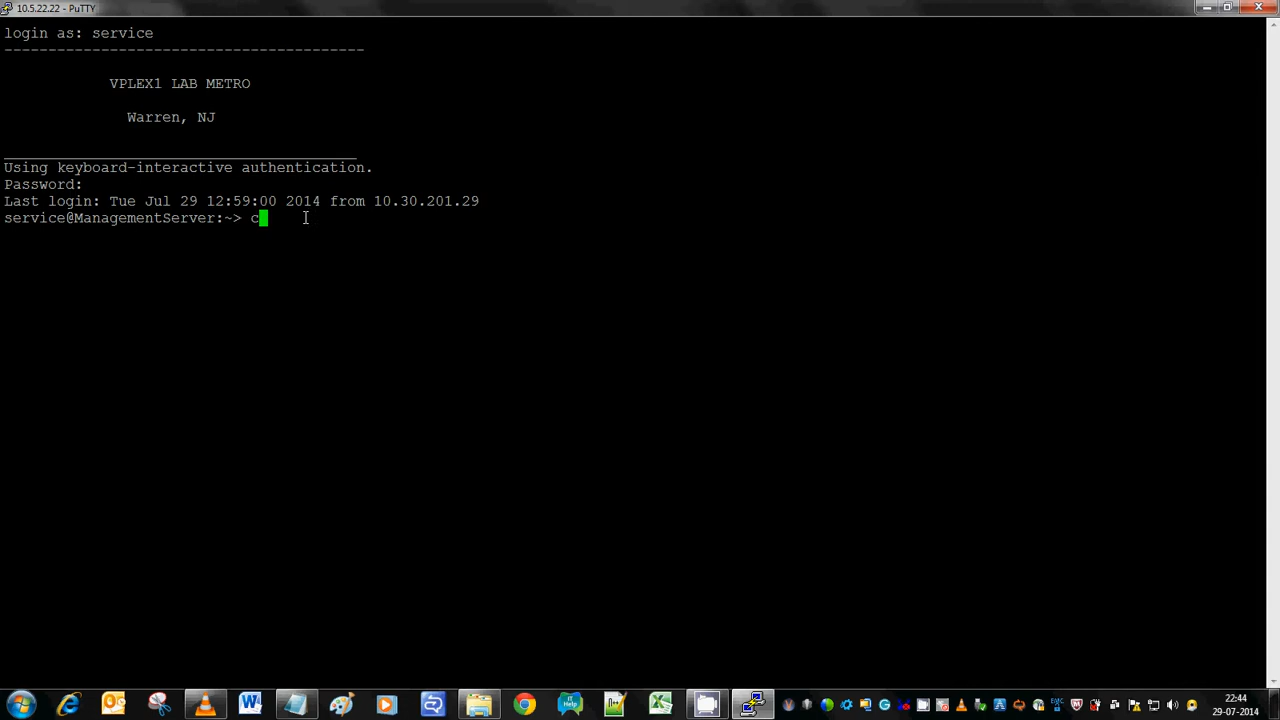 10.5.22.22 - PuTTY
login as: service
-----------------------------------------
VPLEX1 LAB METRO
Warren, NJ
________________________________________
Using keyboard-interactive authentication.
Password:
Last login: Tue Jul 29 12:59:00 2014 from 10.30.201.29
service@ManagementServer:~> c
22:44
29-07-2014